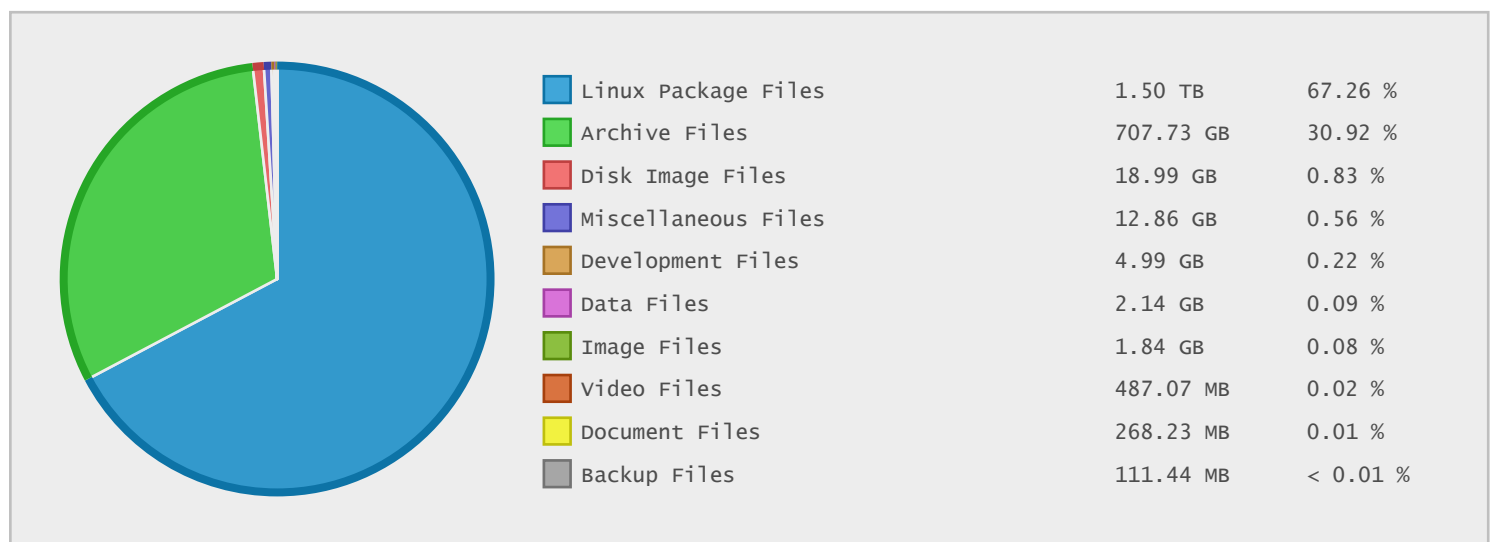 Linux Package Files 1.50 TB 67.26 %
Archive Files 707.73 GB 30.92 %
Disk Image Files 18.99 GB 0.83 %
Miscellaneous Files 12.86 GB 0.56 %
Development Files 4.99 GB 0.22 %
Data Files 2.14 GB 0.09 %
Image Files 1.84 GB 0.08 %
Video Files 487.07 MB 0.02 %
Document Files 268.23 MB 0.01 %
Backup Files 111.44 MB < 0.01 %